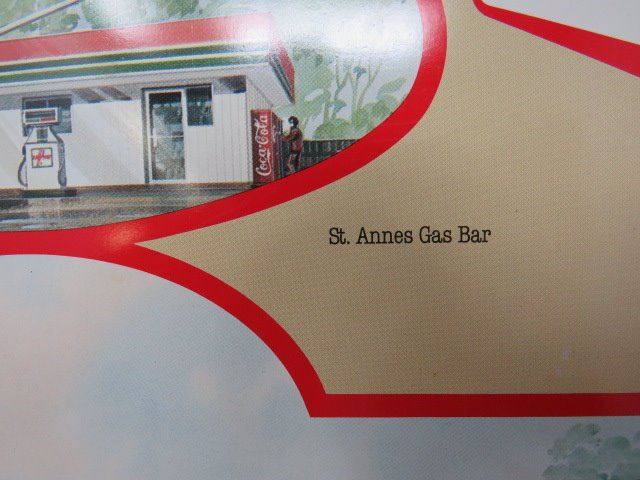 Coca-Cola
St. Annes Gas Bar